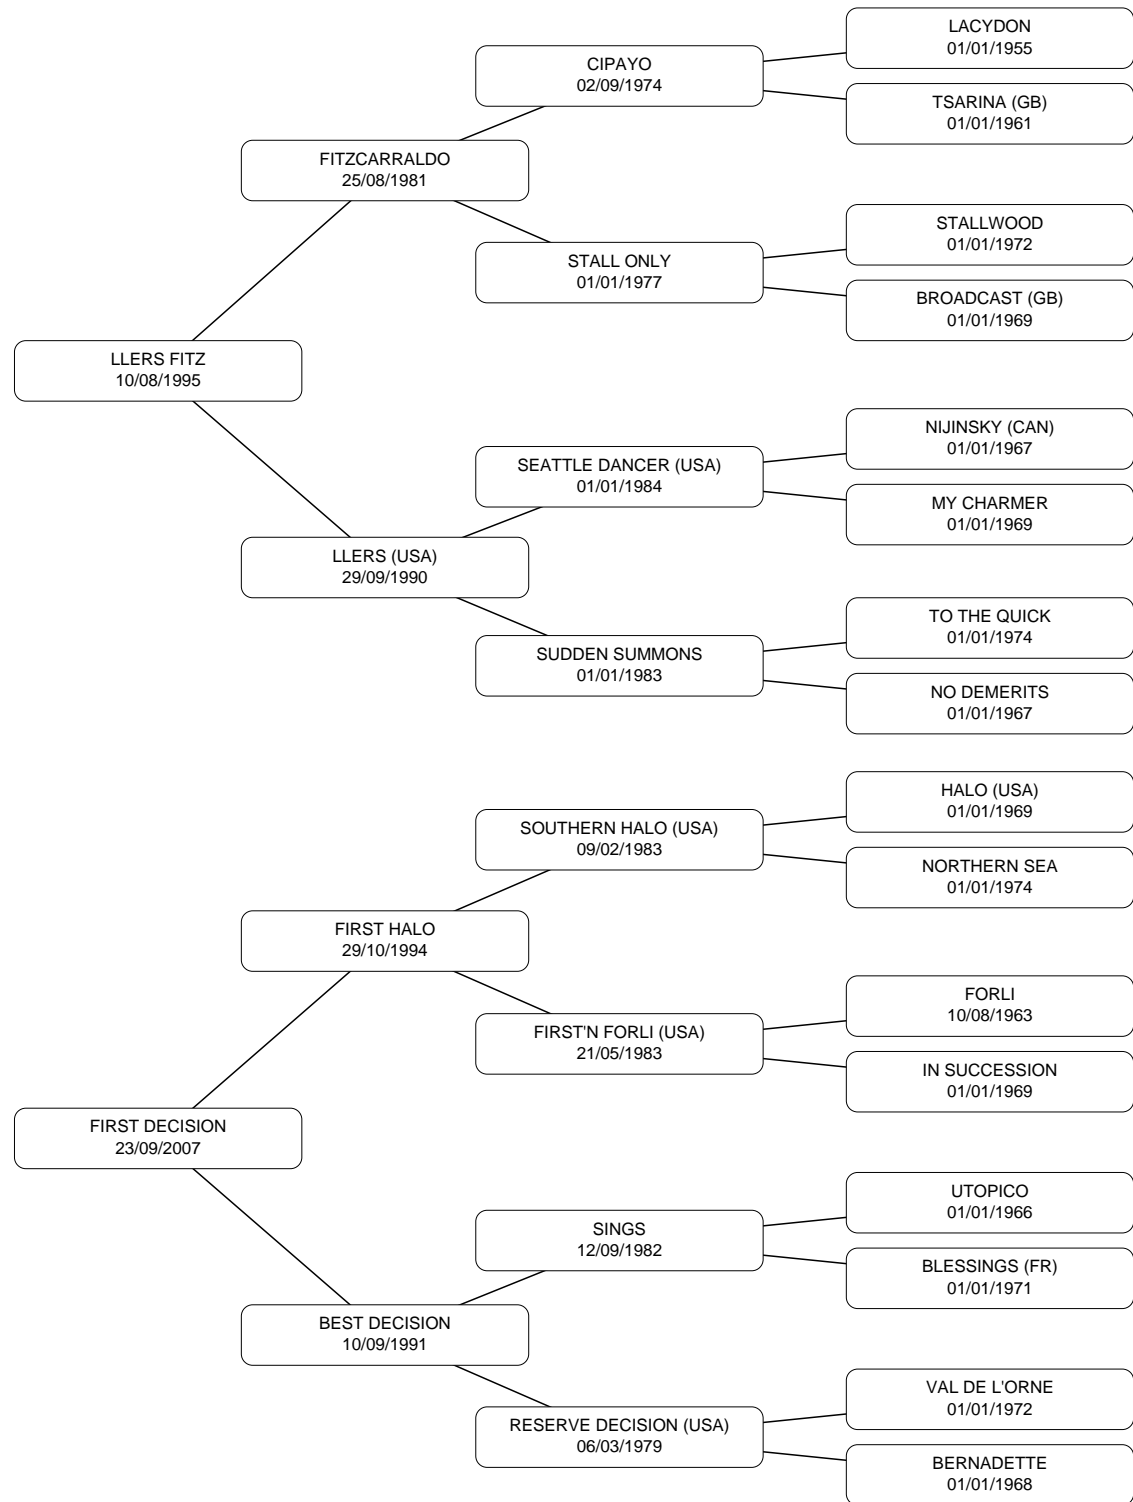 LACYDON
01/01/1955
CIPAYO
02/09/1974
TSARINA (GB)
01/01/1961
FITZCARRALDO
25/08/1981
STALLWOOD
01/01/1972
STALL ONLY
01/01/1977
BROADCAST (GB)
01/01/1969
LLERS FITZ
10/08/1995
NIJINSKY (CAN)
01/01/1967
SEATTLE DANCER (USA)
01/01/1984
MY CHARMER
01/01/1969
LLERS (USA)
29/09/1990
TO THE QUICK
01/01/1974
SUDDEN SUMMONS
01/01/1983
NO DEMERITS
01/01/1967
HALO (USA)
01/01/1969
SOUTHERN HALO (USA)
09/02/1983
NORTHERN SEA
01/01/1974
FIRST HALO
29/10/1994
FORLI
10/08/1963
FIRST'N FORLI (USA)
21/05/1983
IN SUCCESSION
01/01/1969
FIRST DECISION
23/09/2007
UTOPICO
01/01/1966
SINGS
12/09/1982
BLESSINGS (FR)
01/01/1971
BEST DECISION
10/09/1991
VAL DE L'ORNE
01/01/1972
RESERVE DECISION (USA)
06/03/1979
BERNADETTE
01/01/1968